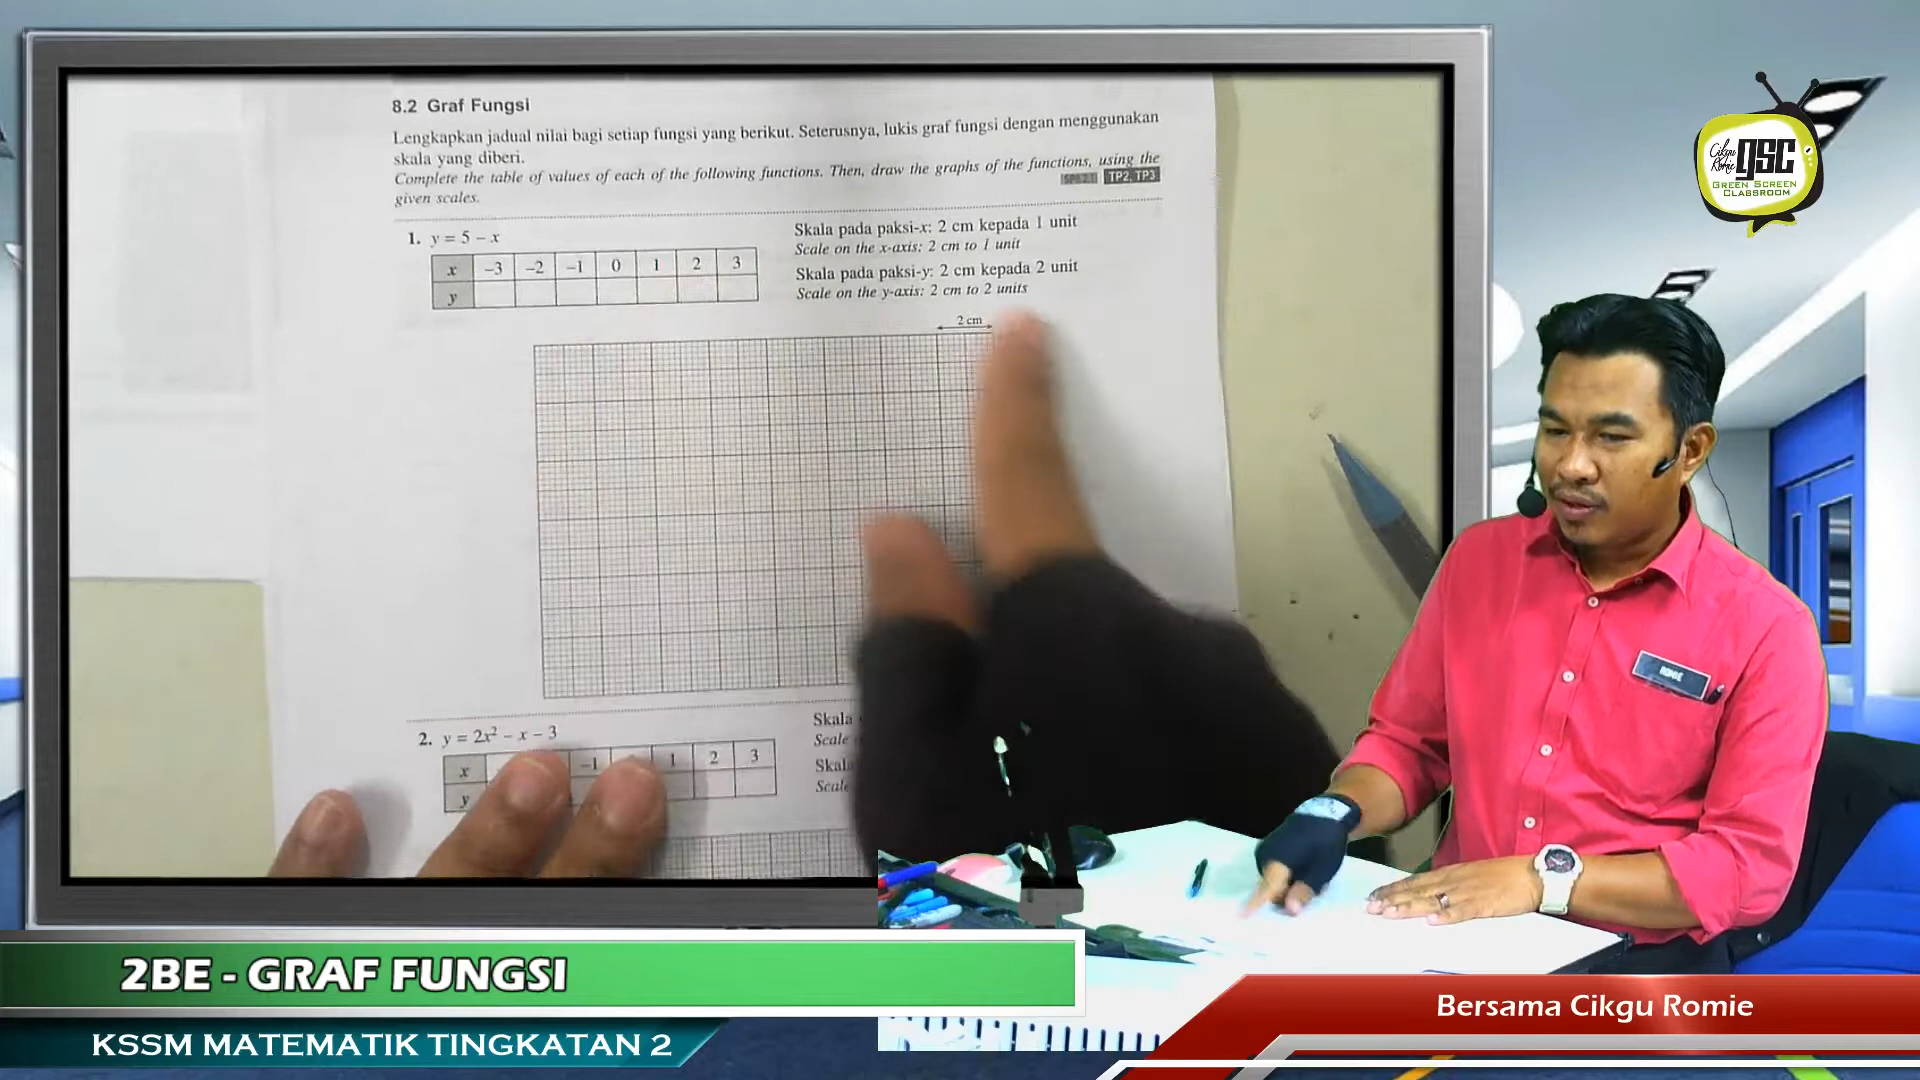 8.2 Graf Fungsi
Lengkapkan jadual nilai bagi setiap fungsi yang berikut. Seterusnya, lukis graf fungsi dengan menggunakan
skala yang diberi.
Complete the table of values of each of the following functions. Then, draw the graphs of the functions, using the
given scales.
TP2, TP3
1. y = 5 – x
x –3 –2 –1 0 1 2 3
y
Skala pada paksi-x: 2 cm kepada 1 unit
Scale on the x-axis: 2 cm to 1 unit
Skala pada paksi-y: 2 cm kepada 2 unit
Scale on the y-axis: 2 cm to 2 units
2 cm
2. y = 2x² – x – 3
x –1 1 2 3
y
Skala
Scale
Skala
Scale
Cikgu
Romie GSC
GREEN SCREEN
CLASSROOM
ROMIE
2BE - GRAF FUNGSI
KSSM MATEMATIK TINGKATAN 2
Bersama Cikgu Romie